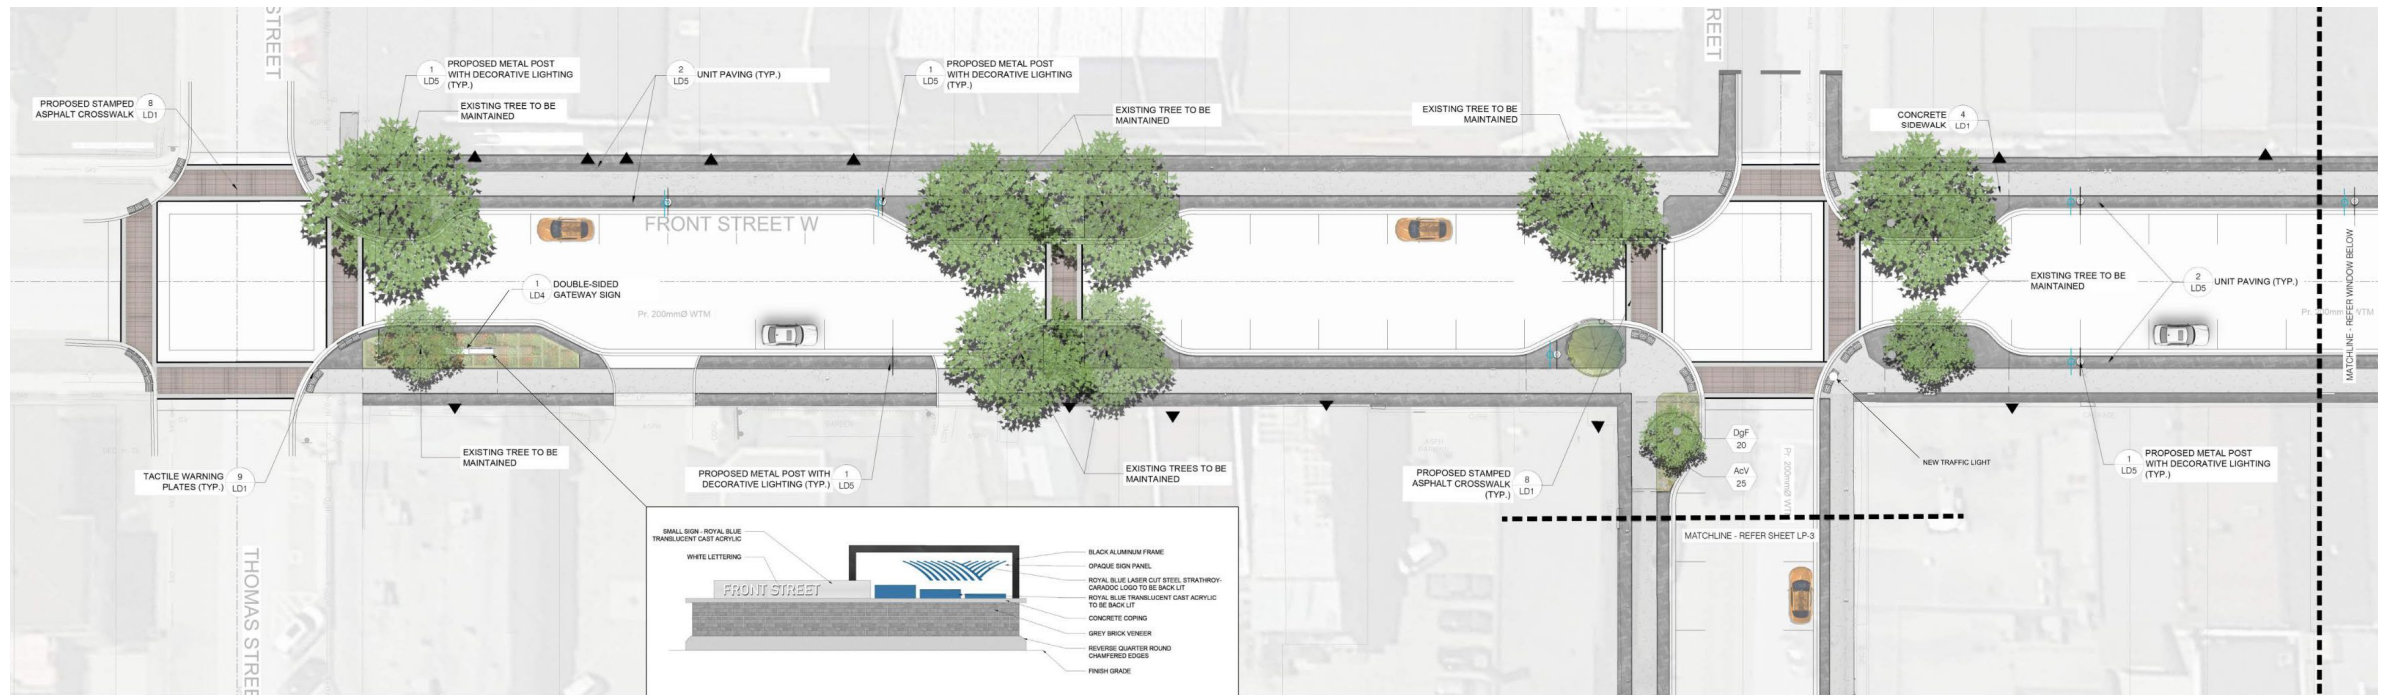 STREET
REET
1
LD5
PROPOSED METAL POST
WITH DECORATIVE LIGHTING
(TYP.)
2
LD5
UNIT PAVING (TYP.)
1
LD5
PROPOSED METAL POST
WITH DECORATIVE LIGHTING
(TYP.)
PROPOSED STAMPED
ASPHALT CROSSWALK
8
LD1
EXISTING TREE TO BE
MAINTAINED
EXISTING TREE TO BE
MAINTAINED
EXISTING TREE TO BE
MAINTAINED
CONCRETE
SIDEWALK
4
LD1
FRONT STREET W
1
LD4
DOUBLE-SIDED
GATEWAY SIGN
Pr. 200mmØ WTM
EXISTING TREE TO BE
MAINTAINED
2
LD5
UNIT PAVING (TYP.)
MATCHLINE - REFER WINDOW BELOW
TACTILE WARNING
PLATES (TYP.)
9
LD1
EXISTING TREE TO BE
MAINTAINED
PROPOSED METAL POST WITH
DECORATIVE LIGHTING (TYP.)
1
LD5
EXISTING TREES TO BE
MAINTAINED
PROPOSED STAMPED
ASPHALT CROSSWALK
(TYP.)
8
LD1
DgF
20
AcV
25
NEW TRAFFIC LIGHT
1
LD5
PROPOSED METAL POST
WITH DECORATIVE LIGHTING
(TYP.)
MATCHLINE - REFER SHEET LP-3
THOMAS STREE
SMALL SIGN - ROYAL BLUE
TRANSLUCENT CAST ACRYLIC
WHITE LETTERING
FRONT STREET
BLACK ALUMINUM FRAME
OPAQUE SIGN PANEL
ROYAL BLUE LASER CUT STEEL STRATHROY-
CARADOC LOGO TO BE BACK LIT
ROYAL BLUE TRANSLUCENT CAST ACRYLIC
TO BE BACK LIT
CONCRETE COPING
GREY BRICK VENEER
REVERSE QUARTER ROUND
CHAMFERED EDGES
FINISH GRADE